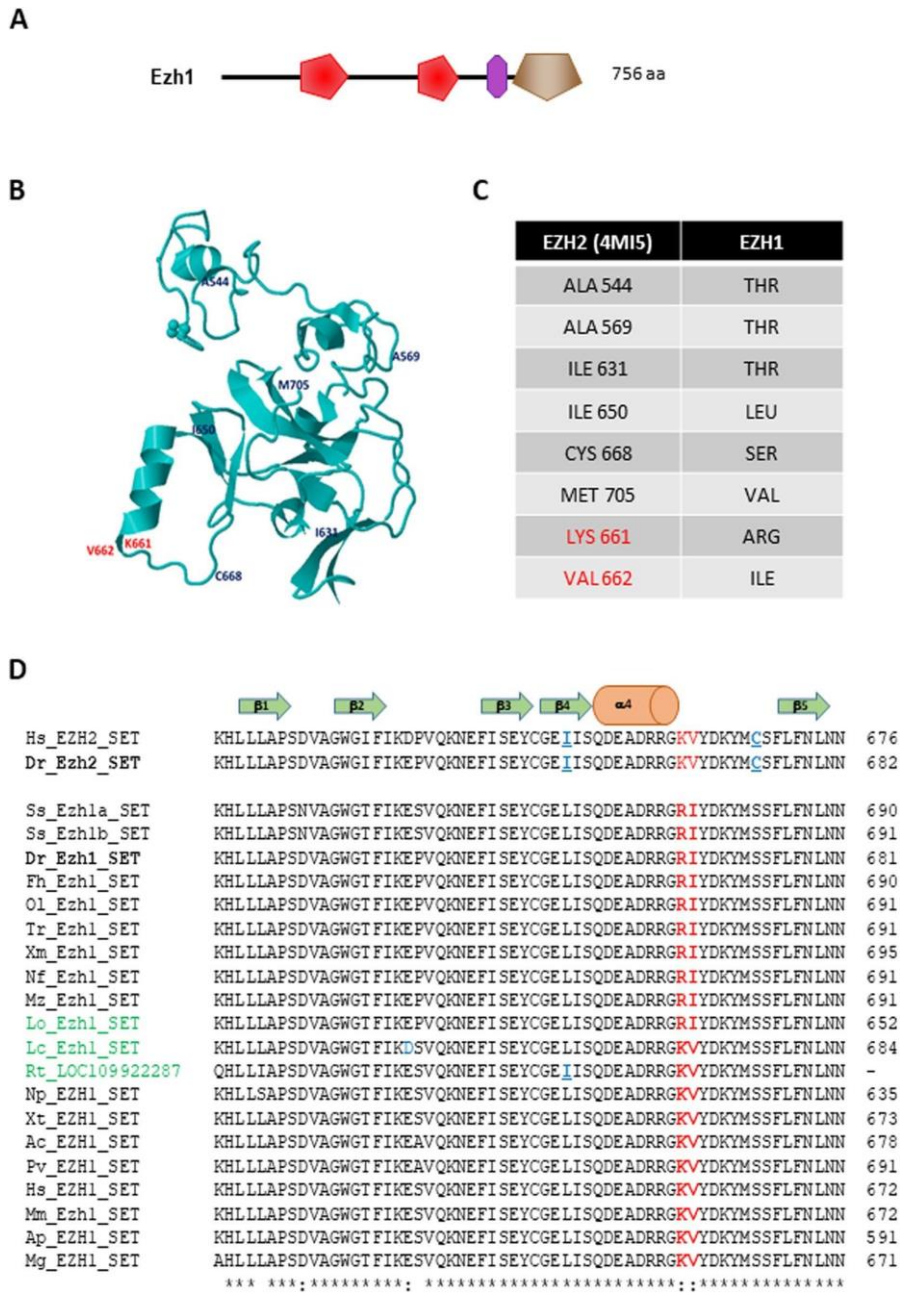 A
Ezh1 756 aa
B
A544
A569
M705
I650
I631
V662 K661
C668
C
EZH2 (4MI5) EZH1
ALA 544 THR
ALA 569 THR
ILE 631 THR
ILE 650 LEU
CYS 668 SER
MET 705 VAL
LYS 661 ARG
VAL 662 ILE
D
β1 β2 β3 β4 α4 β5
Hs_EZH2_SET KHLLLAPSDVAGWGIFIKDPVQKNEFISEYCGEIISQDEADRRGKVYDKYMCSFLFNLNN 676
Dr_Ezh2_SET KHLLLAPSDVAGWGIFIKEPVQKNEFISEYCGEIISQDEADRRGKVYDKYMCSFLFNLNN 682
Ss_Ezh1a_SET KHLLLAPSNVAGWGTFIKESVQKNEFISEYCGELISQDEADRRGRIYDKYMSSFLFNLNN 690
Ss_Ezh1b_SET KHLLLAPSDVAGWGTFIKESVQKNEFISEYCGELISQDEADRRGRIYDKYMSSFLFNLNN 691
Dr_Ezh1_SET KHLLLAPSDVAGWGTFIKEPVQKNEFISEYCGELISQDEADRRGRIYDKYMSSFLFNLNN 681
Fh_Ezh1_SET KHLLLAPSDVAGWGTFIKEPVQKNEFISEYCGELISQDEADRRGRIYDKYMSSFLFNLNN 690
Ol_Ezh1_SET KHLLLAPSDVAGWGTFIKEPVQKNEFISEYCGELISQDEADRRGRIYDKYMSSFLFNLNN 691
Tr_Ezh1_SET KHLLLAPSDVAGWGTFIKEPVQKNEFISEYCGELISQDEADRRGRIYDKYMSSFLFNLNN 691
Xm_Ezh1_SET KHLLLAPSDVAGWGTFIKEPVQKNEFISEYCGELISQDEADRRGRIYDKYMSSFLFNLNN 695
Nf_Ezh1_SET KHLLLAPSDVAGWGTFIKEPVQKNEFISEYCGELISQDEADRRGRIYDKYMSSFLFNLNN 691
Mz_Ezh1_SET KHLLLAPSDVAGWGTFIKEPVQKNEFISEYCGELISQDEADRRGRIYDKYMSSFLFNLNN 691
Lo_Ezh1_SET KHLLLAPSDVAGWGTFIKEPVQKNEFISEYCGELISQDEADRRGRIYDKYMSSFLFNLNN 652
Lc_Ezh1_SET KHLLLAPSDVAGWGTFIKDSVQKNEFISEYCGELISQDEADRRGKVYDKYMSSFLFNLNN 684
Rt_LOC109922287 QHLLIAPSDVAGWGTFIKESVQKNEFISEYCGEIISQDEADRRGKVYDKYMSSFLFNLNN -
Np_EZH1_SET KHLLSAPSDVAGWGTFIKESVQKNEFISEYCGELISQDEADRRGKVYDKYMSSFLFNLNN 635
Xt_EZH1_SET KHLLLAPSDVAGWGTFIKESVQKNEFISEYCGELISQDEADRRGKVYDKYMSSFLFNLNN 673
Ac_EZH1_SET KHLLLAPSDVAGWGTFIKEAVQKNEFISEYCGELISQDEADRRGKVYDKYMSSFLFNLNN 678
Pv_EZH1_SET KHLLLAPSDVAGWGTFIKEAVQKNEFISEYCGELISQDEADRRGKVYDKYMSSFLFNLNN 691
Hs_EZH1_SET KHLLLAPSDVAGWGTFIKESVQKNEFISEYCGELISQDEADRRGKVYDKYMSSFLFNLNN 672
Mm_Ezh1_SET KHLLLAPSDVAGWGTFIKESVQKNEFISEYCGELISQDEADRRGKVYDKYMSSFLFNLNN 672
Ap_EZH1_SET KHLLLAPSDVAGWGTFIKESVQKNEFISEYCGELISQDEADRRGKVYDKYMSSFLFNLNN 591
Mg_EZH1_SET AHLLLAPSDVAGWGTFIKESVQKNEFISEYCGELISQDEADRRGKVYDKYMSSFLFNLNN 671
*** ***:********* : ***********************::***************